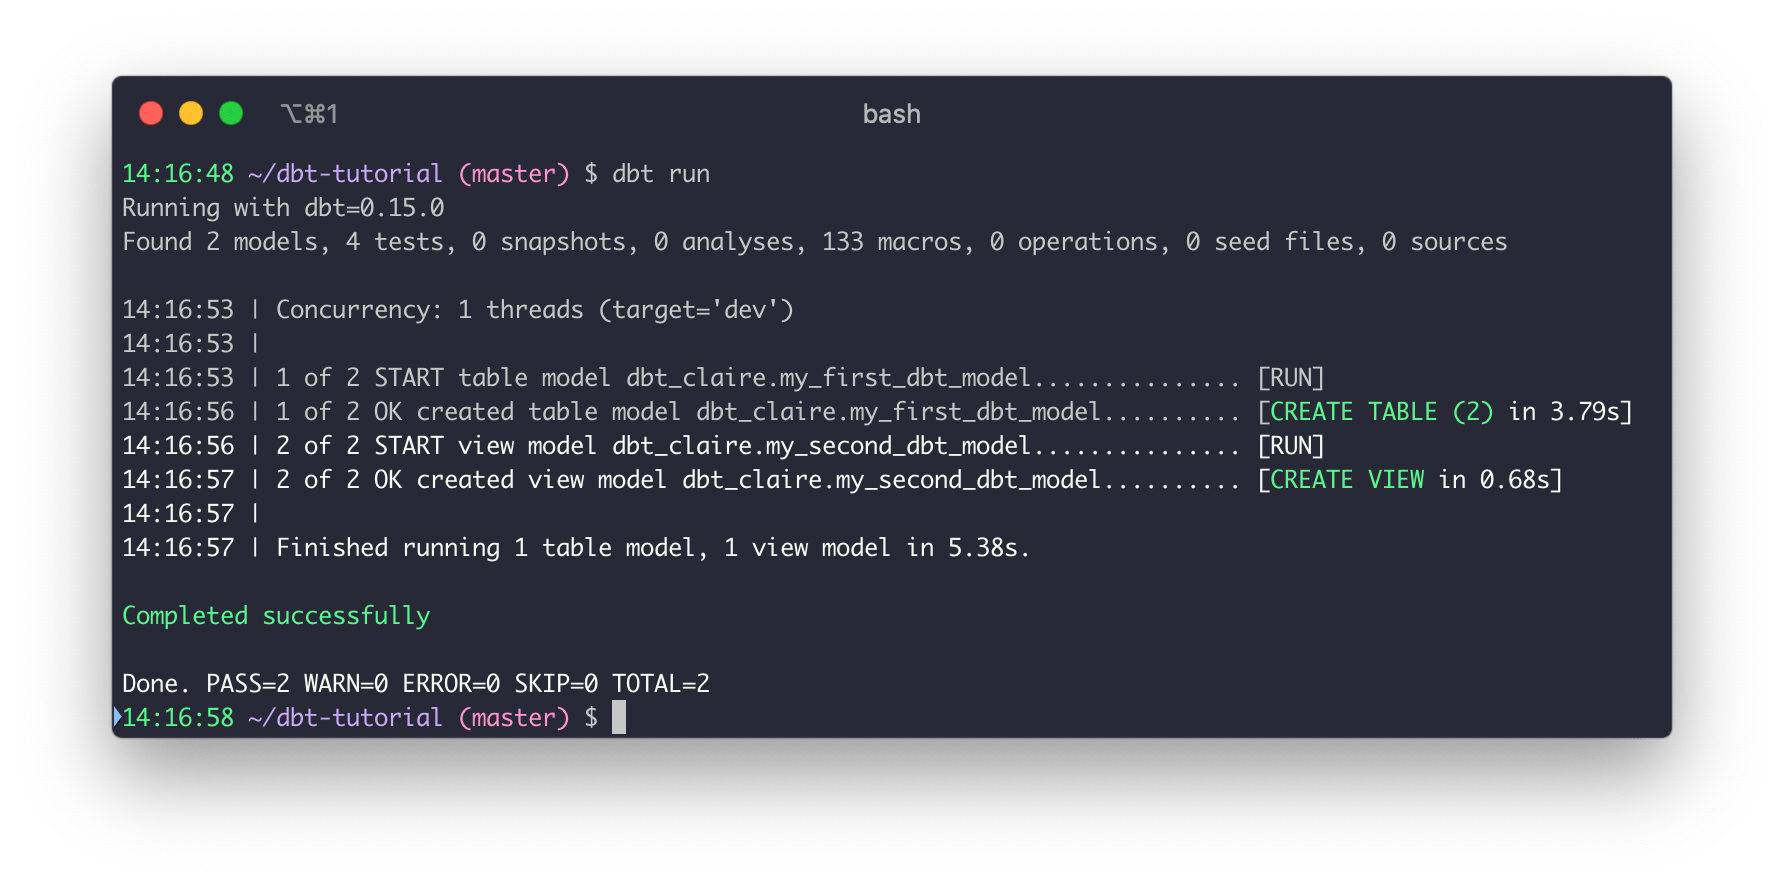 ⌥⌘1 bash
14:16:48 ~/dbt-tutorial (master) $ dbt run
Running with dbt=0.15.0
Found 2 models, 4 tests, 0 snapshots, 0 analyses, 133 macros, 0 operations, 0 seed files, 0 sources
14:16:53 | Concurrency: 1 threads (target='dev')
14:16:53 |
14:16:53 | 1 of 2 START table model dbt_claire.my_first_dbt_model............... [RUN]
14:16:56 | 1 of 2 OK created table model dbt_claire.my_first_dbt_model.......... [CREATE TABLE (2) in 3.79s]
14:16:56 | 2 of 2 START view model dbt_claire.my_second_dbt_model............... [RUN]
14:16:57 | 2 of 2 OK created view model dbt_claire.my_second_dbt_model.......... [CREATE VIEW in 0.68s]
14:16:57 |
14:16:57 | Finished running 1 table model, 1 view model in 5.38s.
Completed successfully
Done. PASS=2 WARN=0 ERROR=0 SKIP=0 TOTAL=2
14:16:58 ~/dbt-tutorial (master) $